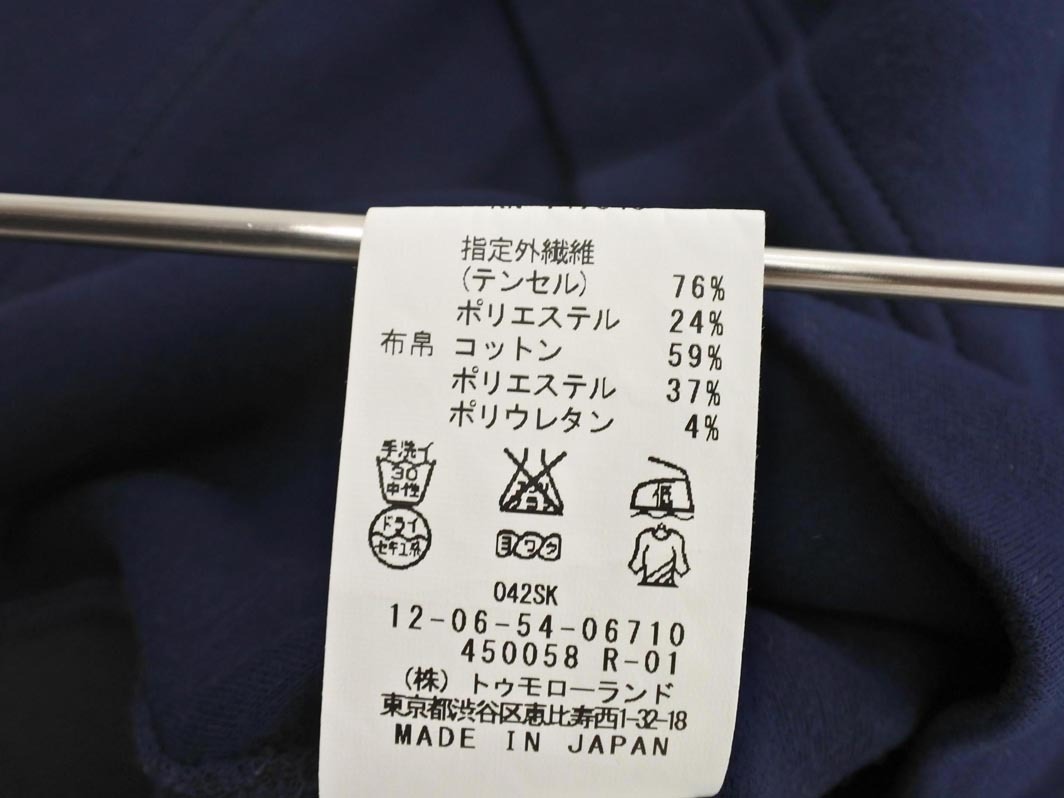 指定外繊維
(テンセル) 76%
ポリエステル 24%
布帛 コットン 59%
ポリエステル 37%
ポリウレタン 4%
手洗イ
30
中性
低
ドライ
セキユ系
ヨワク
042SK
12-06-54-06710
450058 R-01
(株) トゥモローランド
東京都渋谷区恵比寿西1-32-18
MADE IN JAPAN